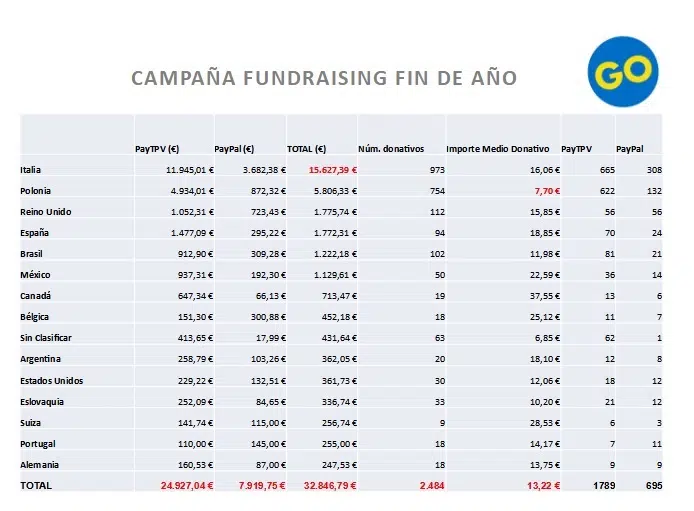 CAMPAÑA FUNDRAISING FIN DE AÑO
GO
PayTPV (€) PayPal (€) TOTAL (€) Núm. donativos Importe Medio Donativo PayTPV PayPal
Italia 11.945,01 € 3.682,38 € 15.627,39 € 973 16,06 € 665 308
Polonia 4.934,01 € 872,32 € 5.806,33 € 754 7,70 € 622 132
Reino Unido 1.052,31 € 723,43 € 1.775,74 € 112 15,85 € 56 56
España 1.477,09 € 295,22 € 1.772,31 € 94 18,85 € 70 24
Brasil 912,90 € 309,28 € 1.222,18 € 102 11,98 € 81 21
México 937,31 € 192,30 € 1.129,61 € 50 22,59 € 36 14
Canadá 647,34 € 66,13 € 713,47 € 19 37,55 € 13 6
Bélgica 151,30 € 300,88 € 452,18 € 18 25,12 € 11 7
Sin Clasificar 413,65 € 17,99 € 431,64 € 63 6,85 € 62 1
Argentina 258,79 € 103,26 € 362,05 € 20 18,10 € 12 8
Estados Unidos 229,22 € 132,51 € 361,73 € 30 12,06 € 18 12
Eslovaquia 252,09 € 84,65 € 336,74 € 33 10,20 € 21 12
Suiza 141,74 € 115,00 € 256,74 € 9 28,53 € 6 3
Portugal 110,00 € 145,00 € 255,00 € 18 14,17 € 7 11
Alemania 160,53 € 87,00 € 247,53 € 18 13,75 € 9 9
TOTAL 24.927,04 € 7.919,75 € 32.846,79 € 2.484 13,22 € 1789 695